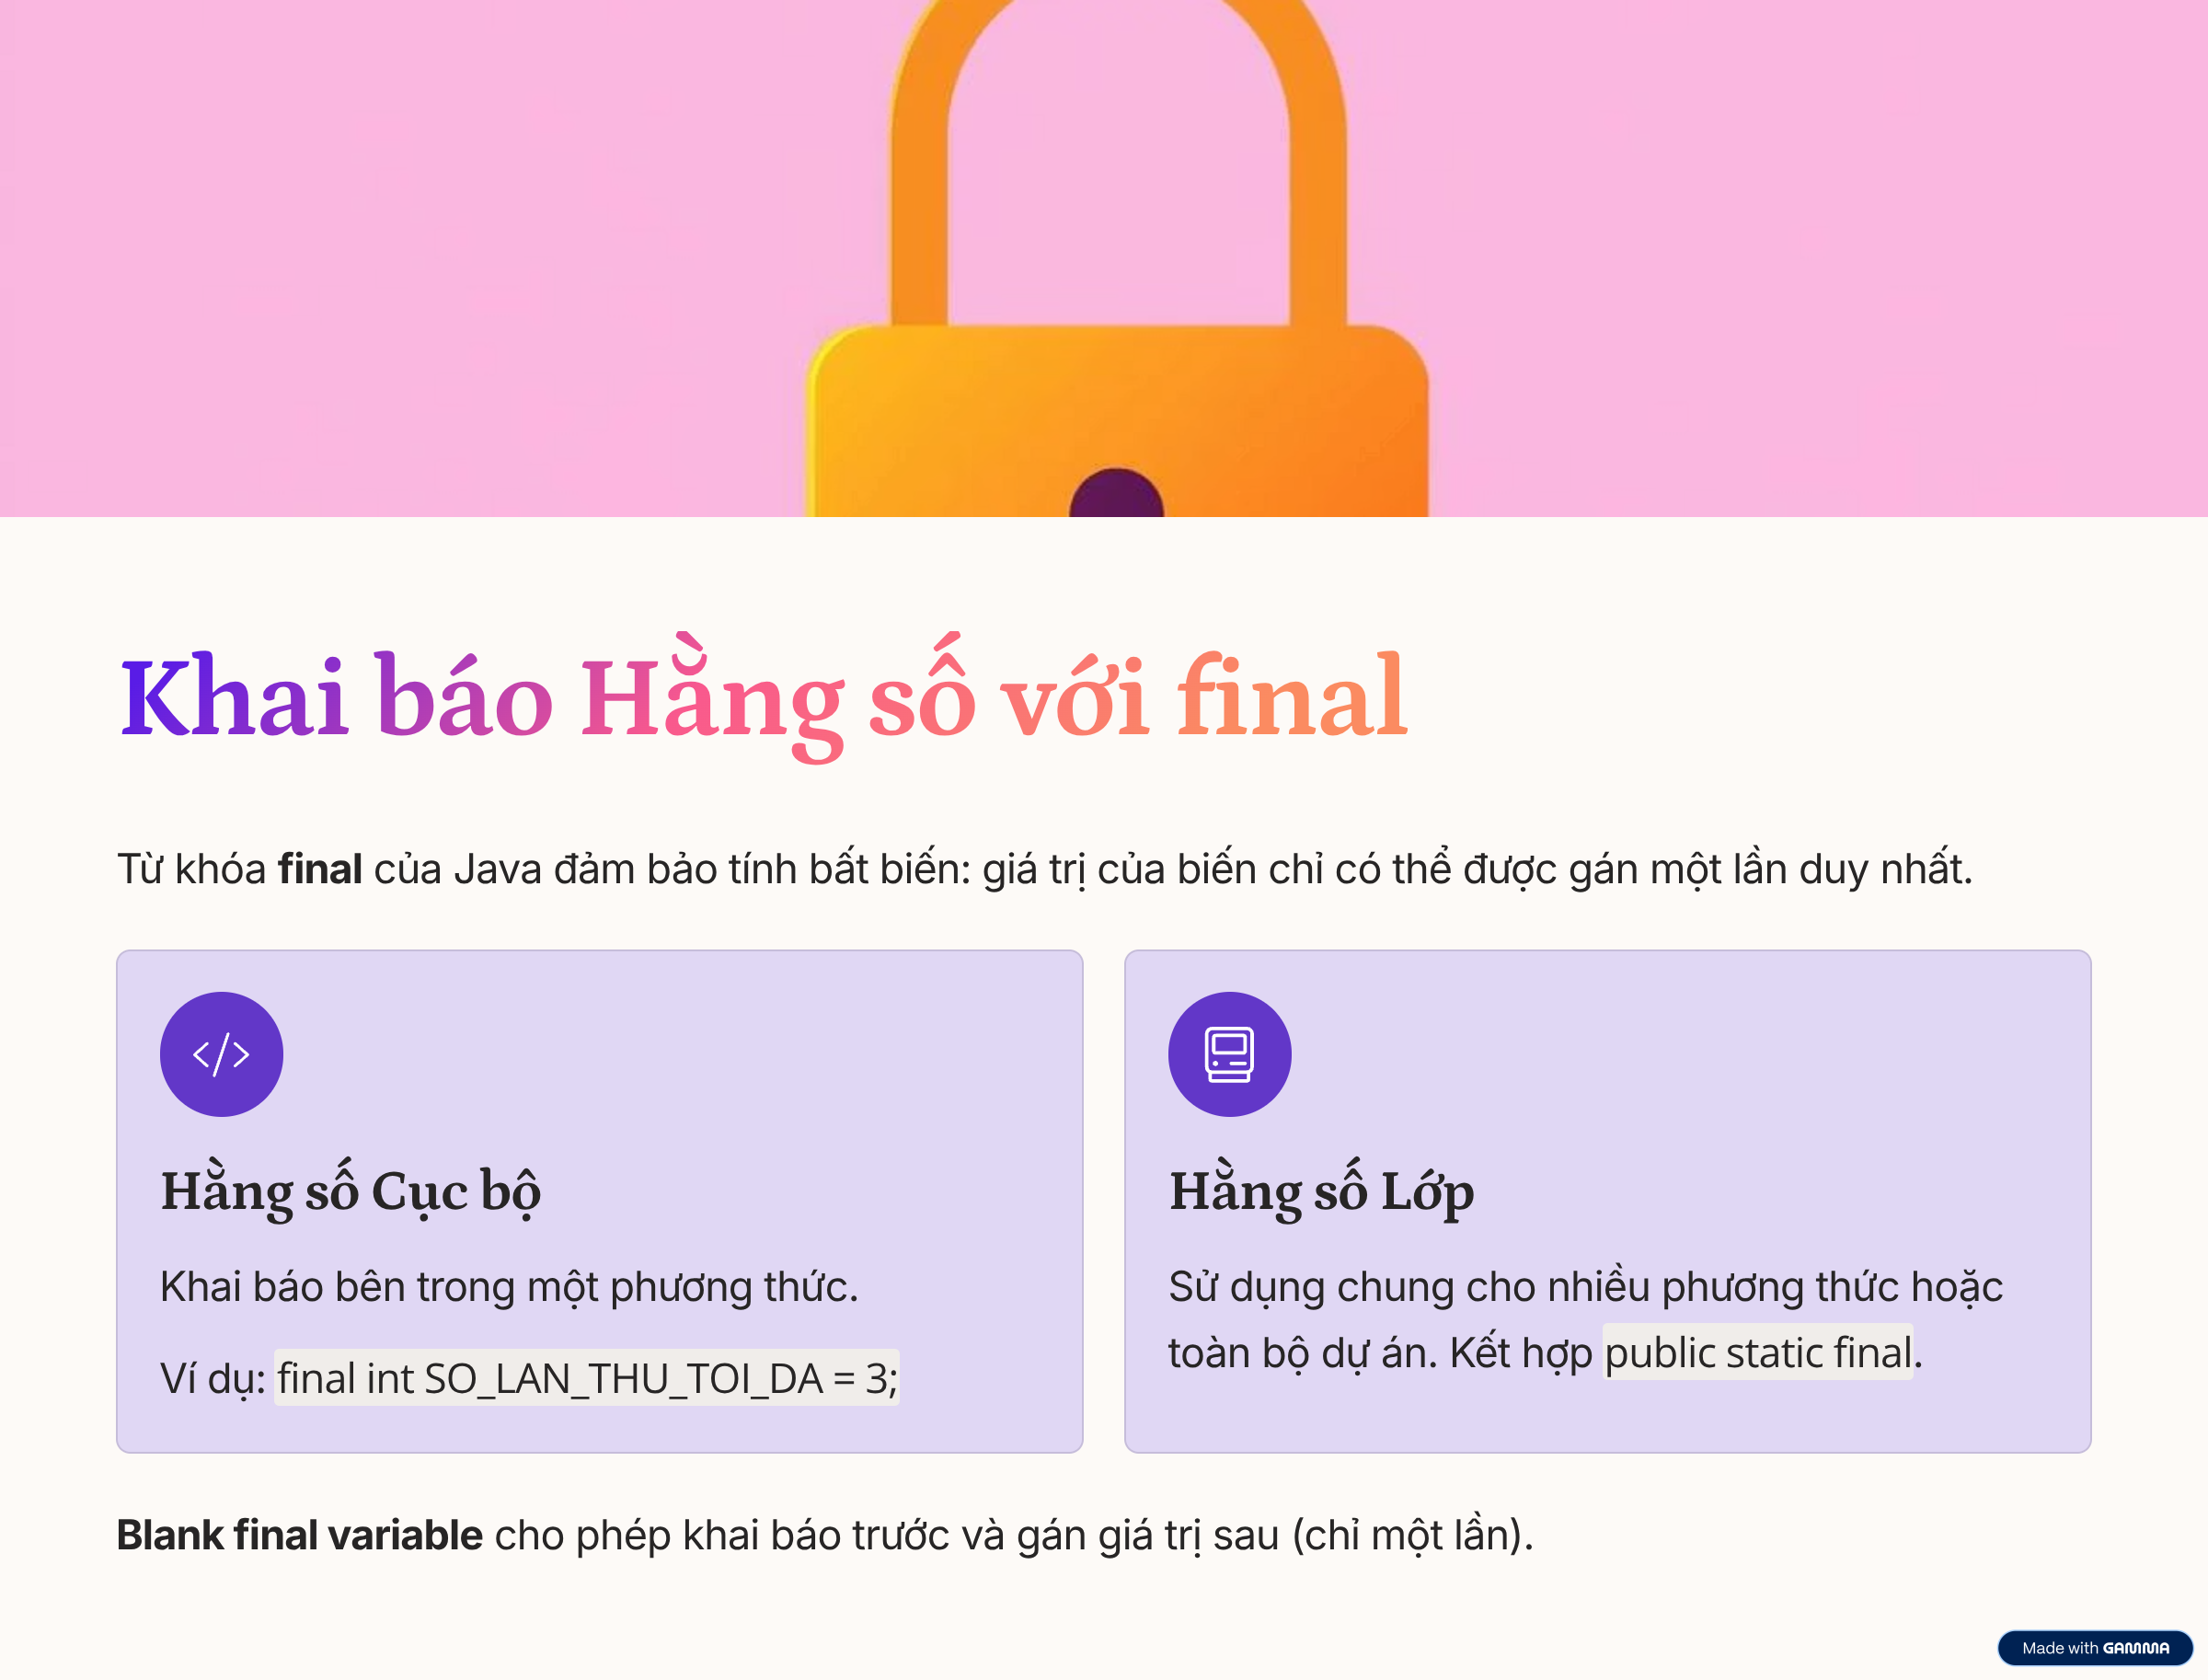 Khai báo Hằng số với final
Từ khóa final của Java đảm bảo tính bất biến: giá trị của biến chỉ có thể được gán một lần duy nhất.
</>
Hằng số Cục bộ
Khai báo bên trong một phương thức.
Ví dụ: final int SO_LAN_THU_TOI_DA = 3;
Hằng số Lớp
Sử dụng chung cho nhiều phương thức hoặc
toàn bộ dự án. Kết hợp public static final.
Blank final variable cho phép khai báo trước và gán giá trị sau (chỉ một lần).
Made with GAMMA